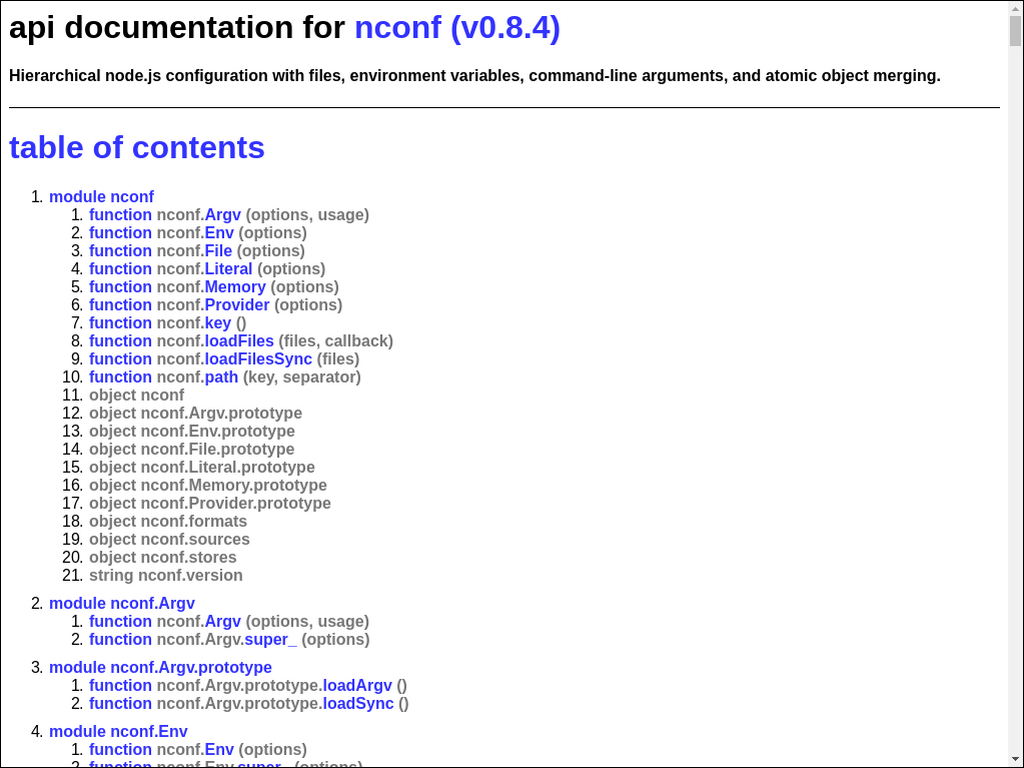 api documentation for nconf (v0.8.4)
Hierarchical node.js configuration with files, environment variables, command-line arguments, and atomic object merging.
table of contents
1. module nconf
1. function nconf.Argv (options, usage)
2. function nconf.Env (options)
3. function nconf.File (options)
4. function nconf.Literal (options)
5. function nconf.Memory (options)
6. function nconf.Provider (options)
7. function nconf.key ()
8. function nconf.loadFiles (files, callback)
9. function nconf.loadFilesSync (files)
10. function nconf.path (key, separator)
11. object nconf
12. object nconf.Argv.prototype
13. object nconf.Env.prototype
14. object nconf.File.prototype
15. object nconf.Literal.prototype
16. object nconf.Memory.prototype
17. object nconf.Provider.prototype
18. object nconf.formats
19. object nconf.sources
20. object nconf.stores
21. string nconf.version
2. module nconf.Argv
1. function nconf.Argv (options, usage)
2. function nconf.Argv.super_ (options)
3. module nconf.Argv.prototype
1. function nconf.Argv.prototype.loadArgv ()
2. function nconf.Argv.prototype.loadSync ()
4. module nconf.Env
1. function nconf.Env (options)
2. function nconf.Env.super_ (options)